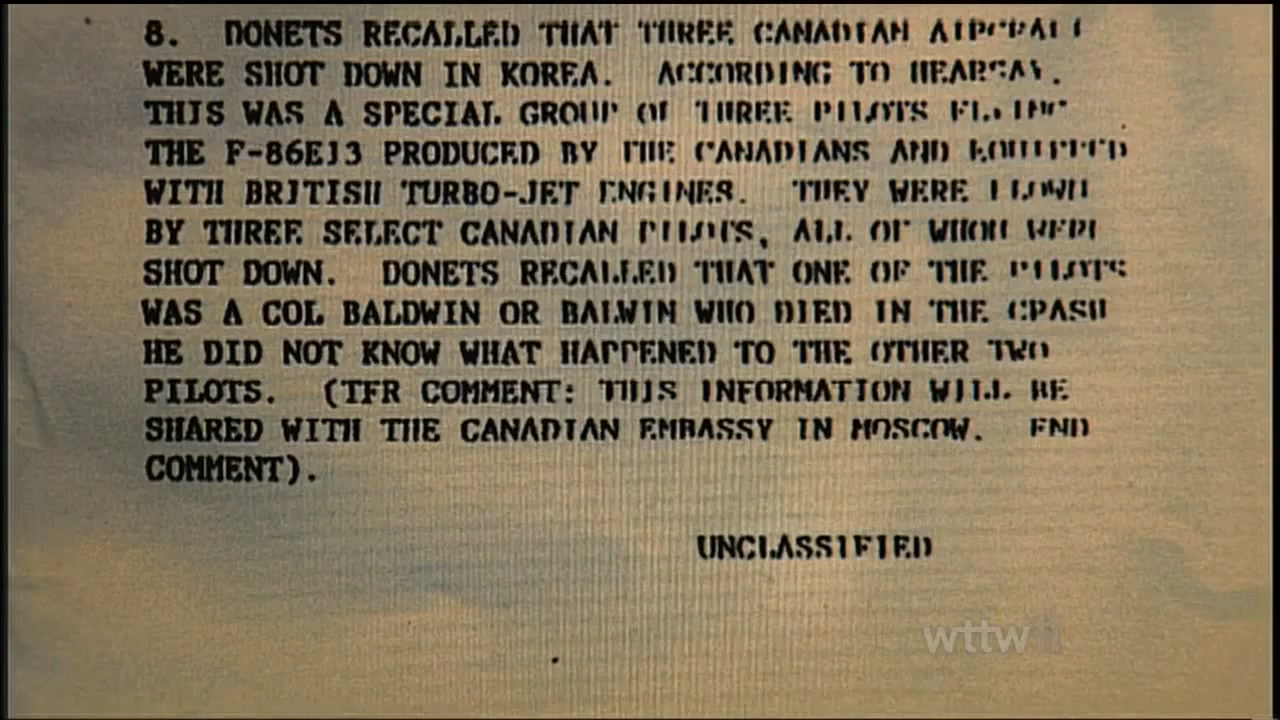 8. DONETS RECALLED THAT THREE CANADIAN AIRCRAFT
WERE SHOT DOWN IN KOREA. ACCORDING TO HEARSAY.
THIS WAS A SPECIAL GROUP OF THREE PILOTS FLYING
THE F-86E13 PRODUCED BY THE CANADIANS AND EQUIPPED
WITH BRITISH TURBO-JET ENGINES. THEY WERE FLOWN
BY THREE SELECT CANADIAN PILOTS, ALL OF WHOM WERE
SHOT DOWN. DONETS RECALLED THAT ONE OF THE PILOTS
WAS A COL BALDWIN OR BALWIN WHO DIED IN THE CRASH
HE DID NOT KNOW WHAT HAPPENED TO THE OTHER TWO
PILOTS. (TFR COMMENT: THIS INFORMATION WILL BE
SHARED WITH THE CANADIAN EMBASSY IN MOSCOW. END
COMMENT).
UNCLASSIFIED
wttw11